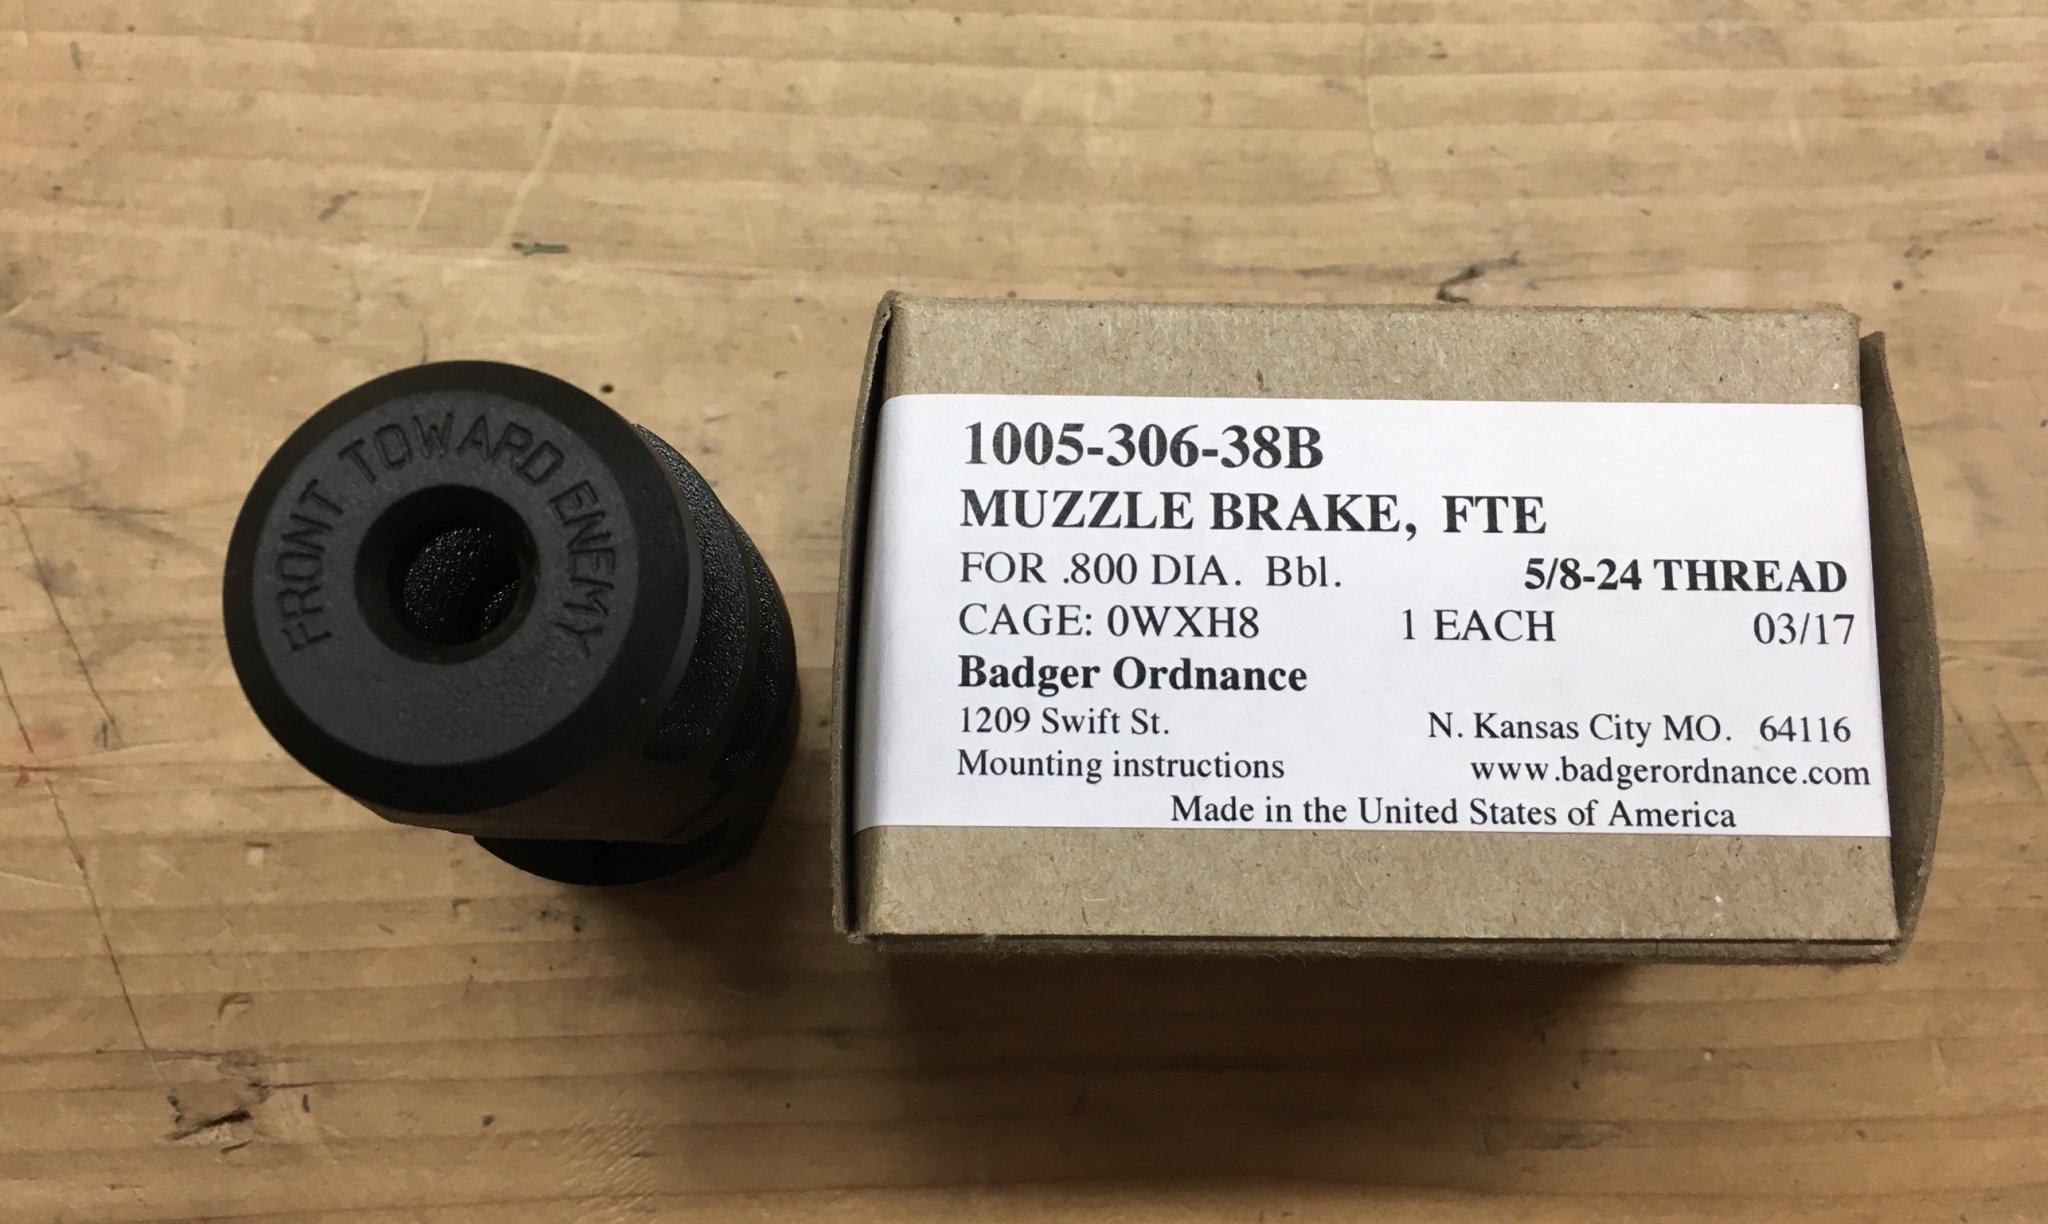 FRONT TOWARD ENEMY
1005-306-38B
MUZZLE BRAKE, FTE
FOR .800 DIA. Bbl. 5/8-24 THREAD
CAGE: 0WXH8 1 EACH 03/17
Badger Ordnance
1209 Swift St. N. Kansas City MO. 64116
Mounting instructions www.badgerordnance.com
Made in the United States of America